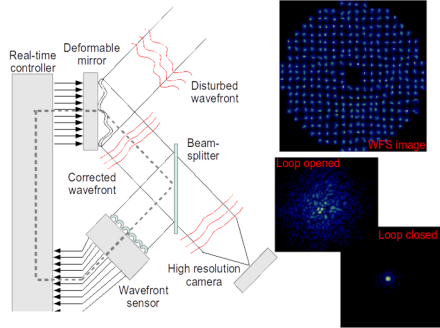 Real-time
controller
Deformable
mirror
Disturbed
wavefront
Beam-
splitter
Corrected
wavefront
Wavefront
sensor
High resolution
camera
WFS image
Loop opened
Loop closed